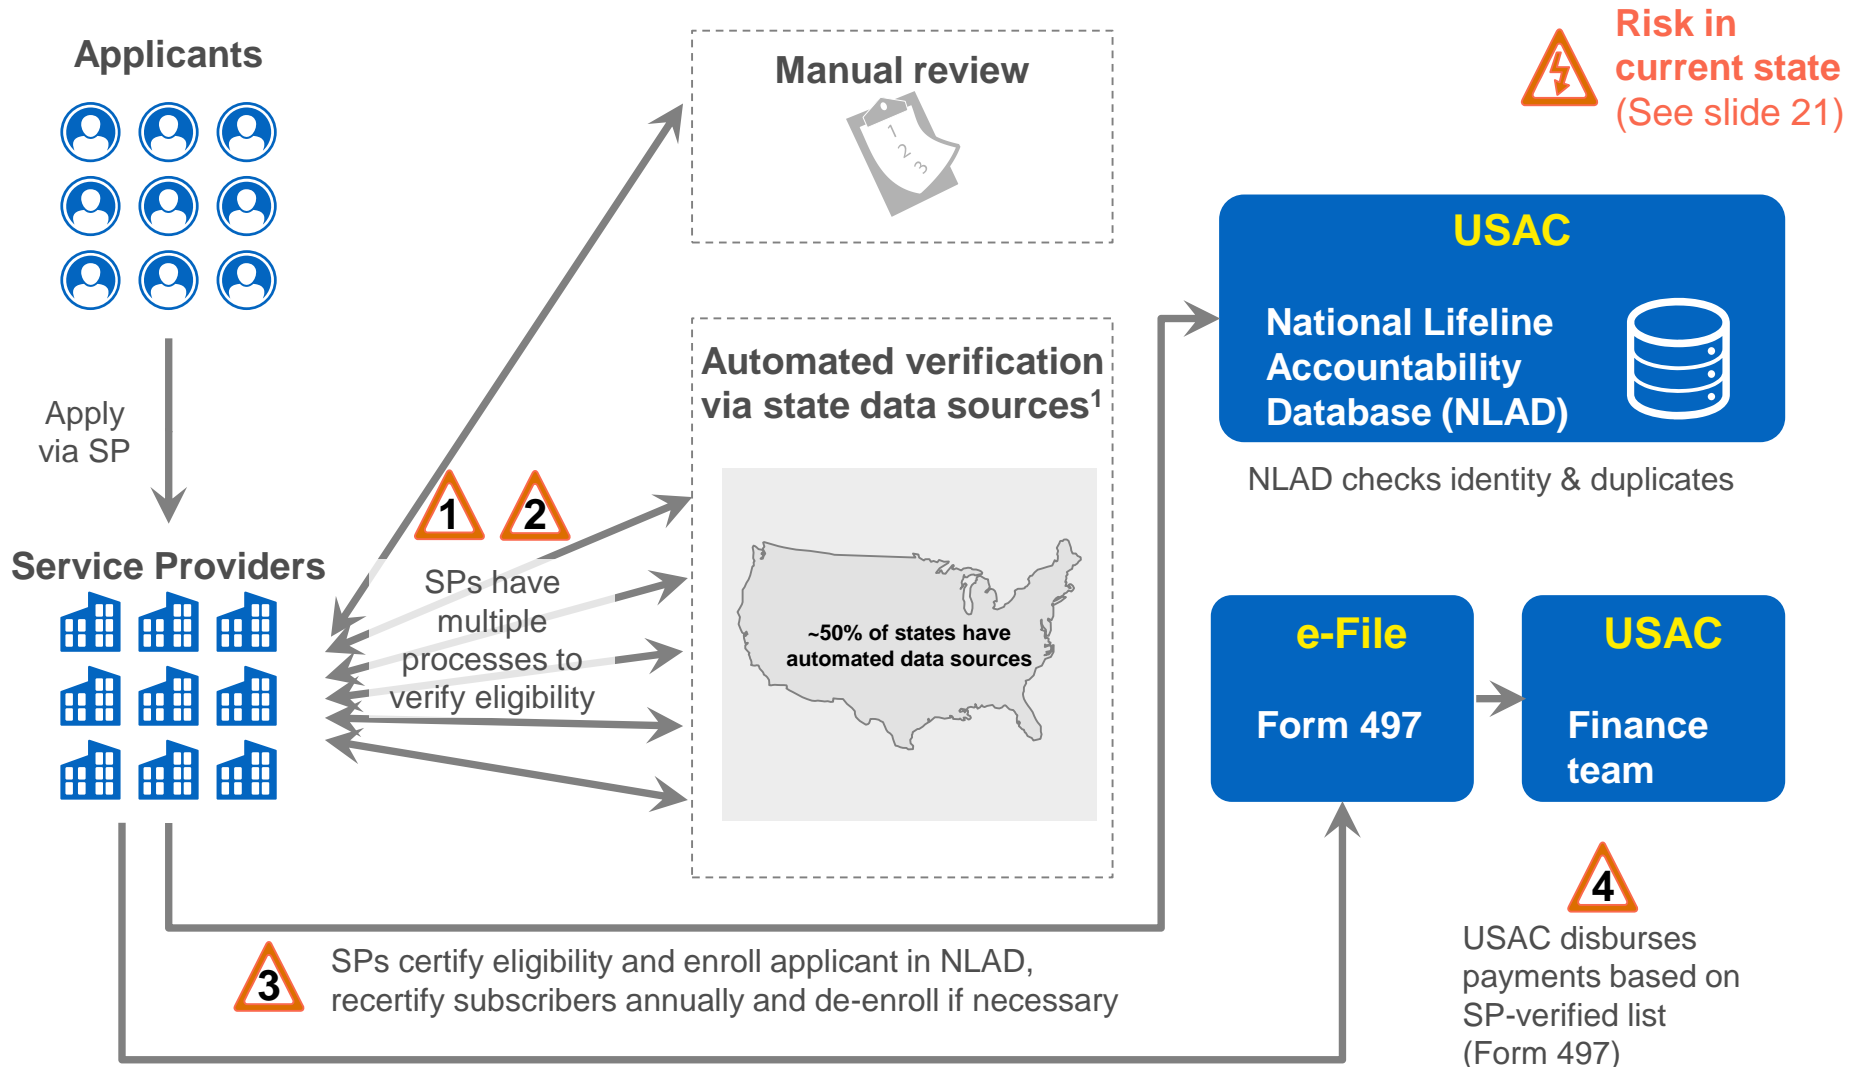 Applicants
Apply
via SP
Service Providers
Manual review
1
2
3
Automated verification
via state data sources¹
~50% of states have
automated data sources
1
2
SPs have
multiple
processes to
verify eligibility
3
SPs certify eligibility and enroll applicant in NLAD,
recertify subscribers annually and de-enroll if necessary
Risk in
current state
(See slide 21)
USAC
National Lifeline
Accountability
Database (NLAD)
NLAD checks identity & duplicates
e-File
Form 497
USAC
Finance
team
4
USAC disburses
payments based on
SP-verified list
(Form 497)